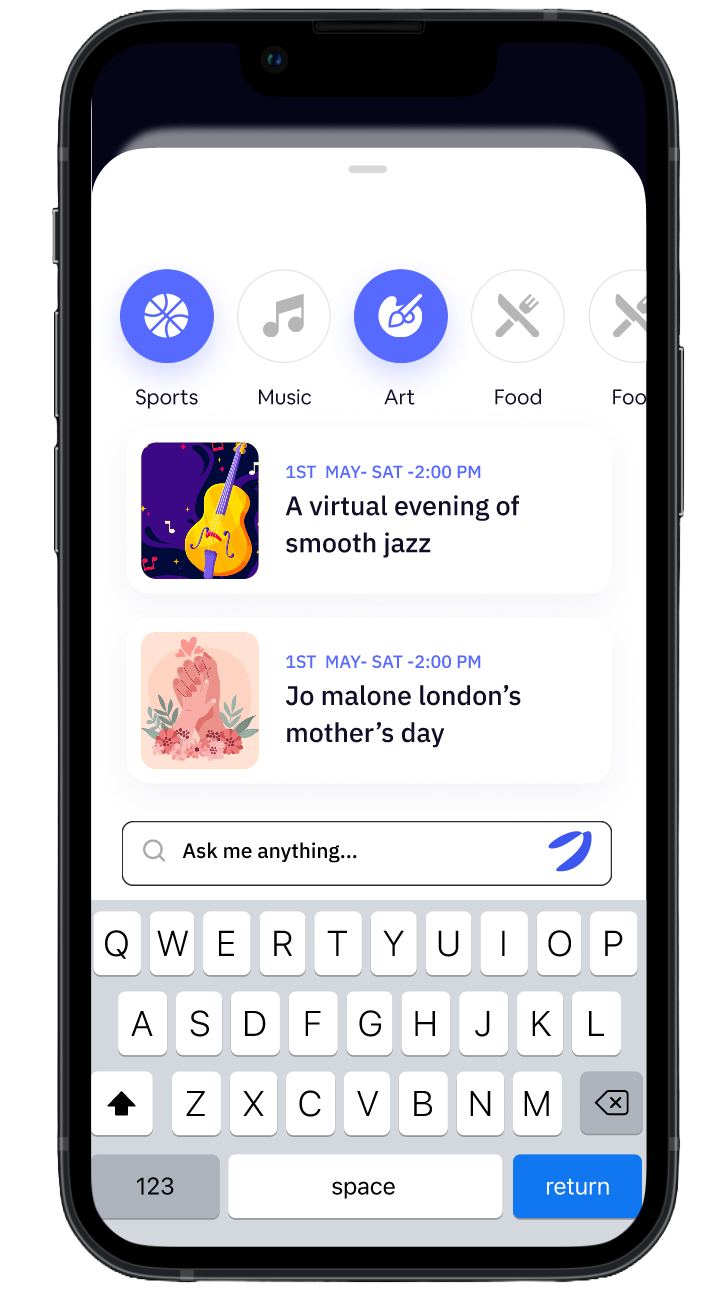 Sports Music Art Food Foo
1ST MAY- SAT -2:00 PM
A virtual evening of
smooth jazz
1ST MAY- SAT -2:00 PM
Jo malone london’s
mother’s day
Ask me anything...
Q W E R T Y U I O P
A S D F G H J K L
Z X C V B N M
123 space return